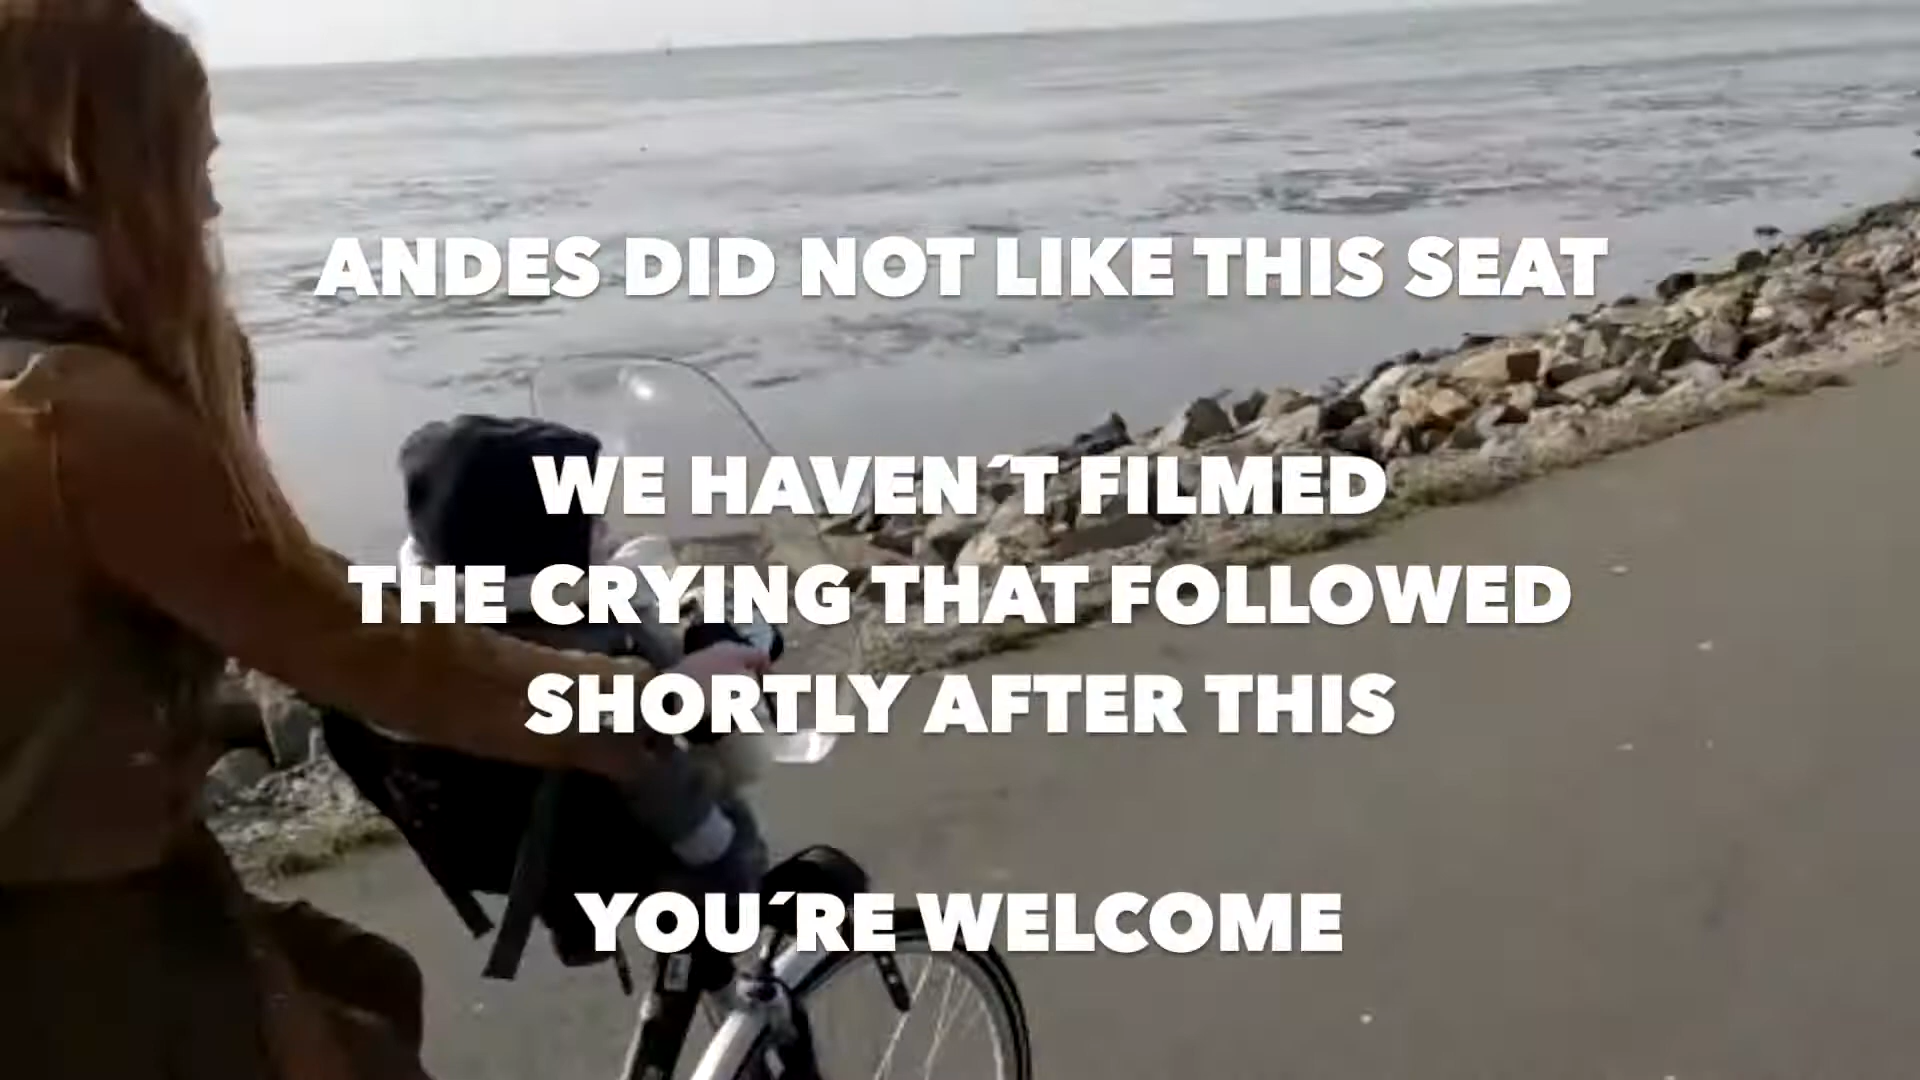 ANDES DID NOT LIKE THIS SEAT
WE HAVEN´T FILMED
THE CRYING THAT FOLLOWED
SHORTLY AFTER THIS
YOU´RE WELCOME